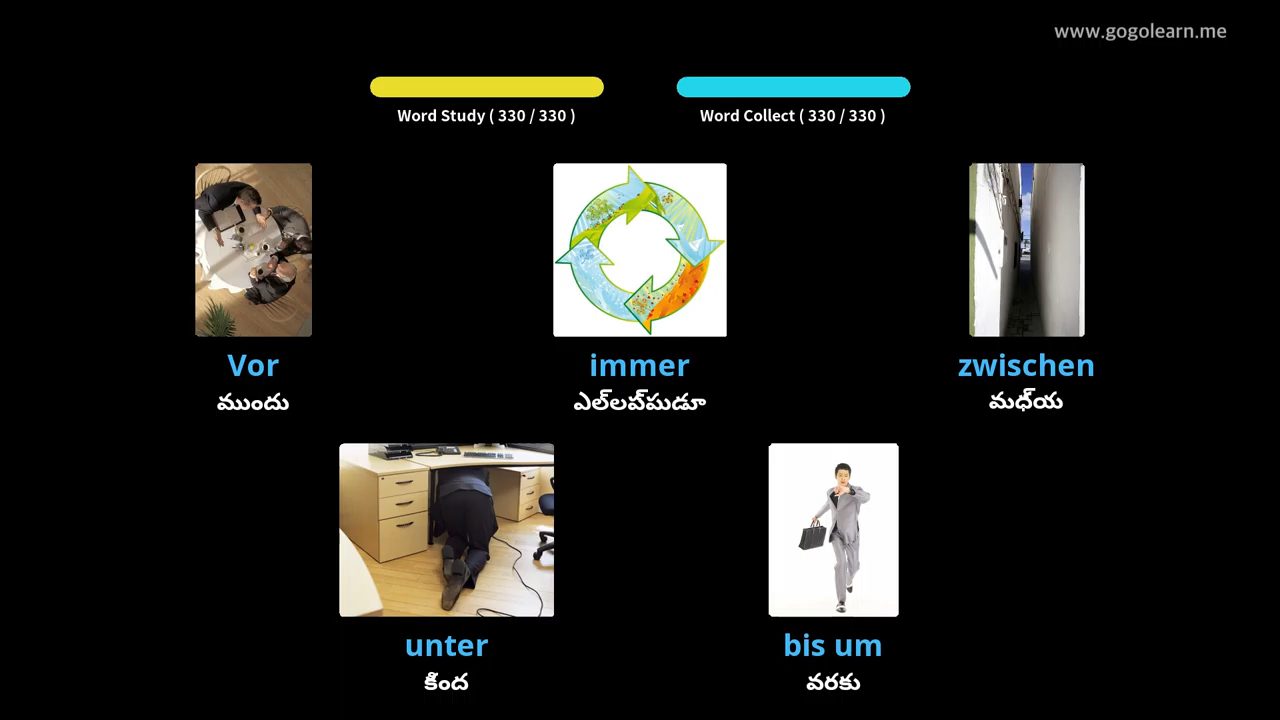 www.gogolearn.me
Word Study ( 330 / 330 )
Word Collect ( 330 / 330 )
Vor
ముందు
immer
ఎల్‌లప్‌పుడూ
zwischen
మధ్‌య
unter
కింద
bis um
వరకు